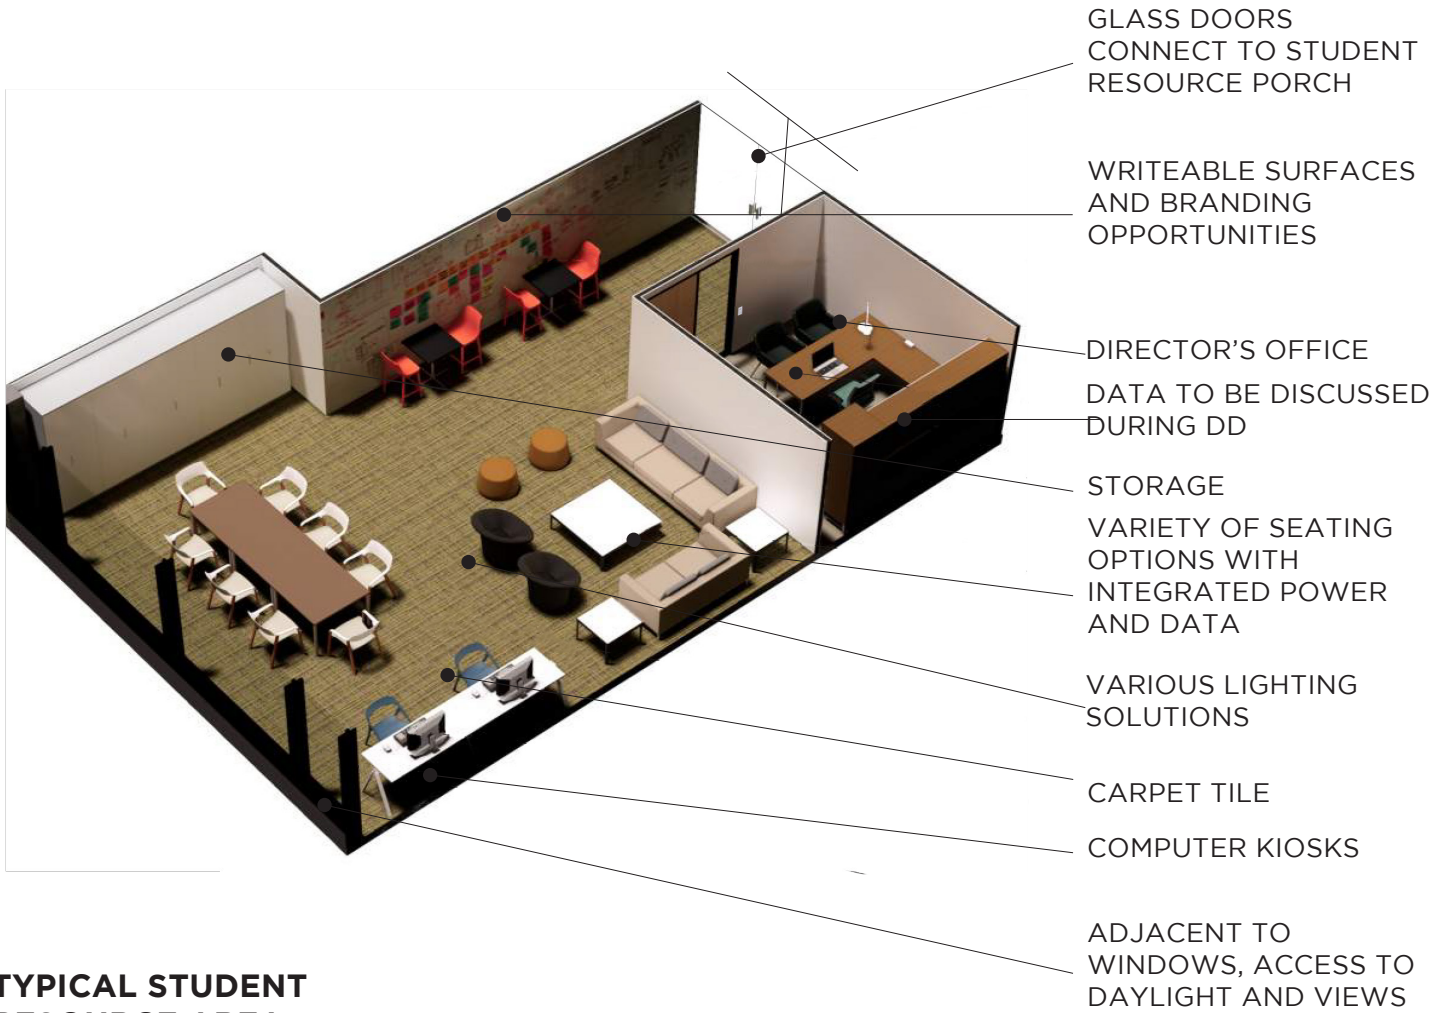 GLASS DOORS
CONNECT TO STUDENT
RESOURCE PORCH
WRITEABLE SURFACES
AND BRANDING
OPPORTUNITIES
DIRECTOR'S OFFICE
DATA TO BE DISCUSSED
DURING DD
STORAGE
VARIETY OF SEATING
OPTIONS WITH
INTEGRATED POWER
AND DATA
VARIOUS LIGHTING
SOLUTIONS
CARPET TILE
COMPUTER KIOSKS
ADJACENT TO
WINDOWS, ACCESS TO
DAYLIGHT AND VIEWS
TYPICAL STUDENT